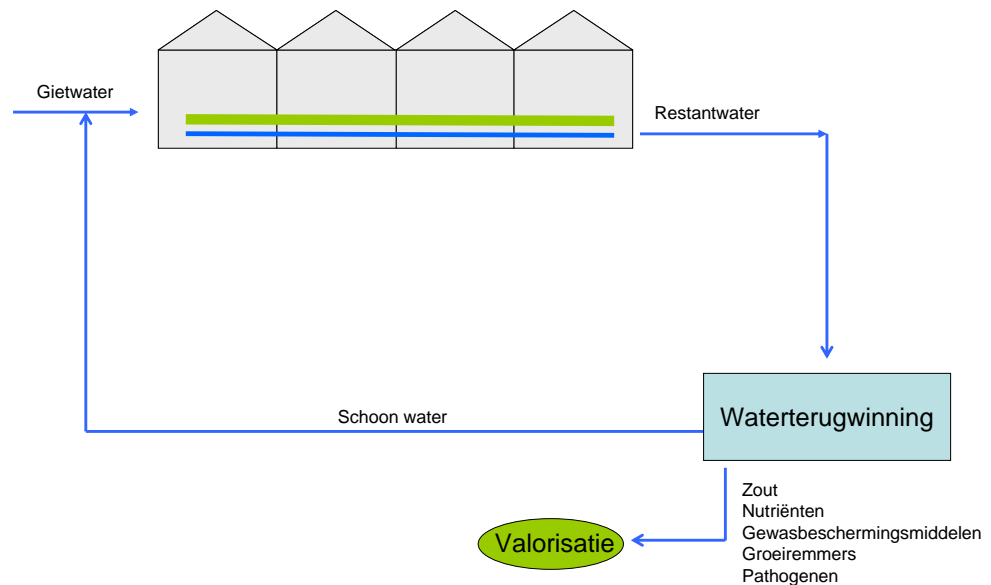 Gietwater
Restantwater
Schoon water
Waterterugwinning
Zout
Nutriënten
Gewasbeschermingsmiddelen
Groeiremmers
Pathogenen
Valorisatie